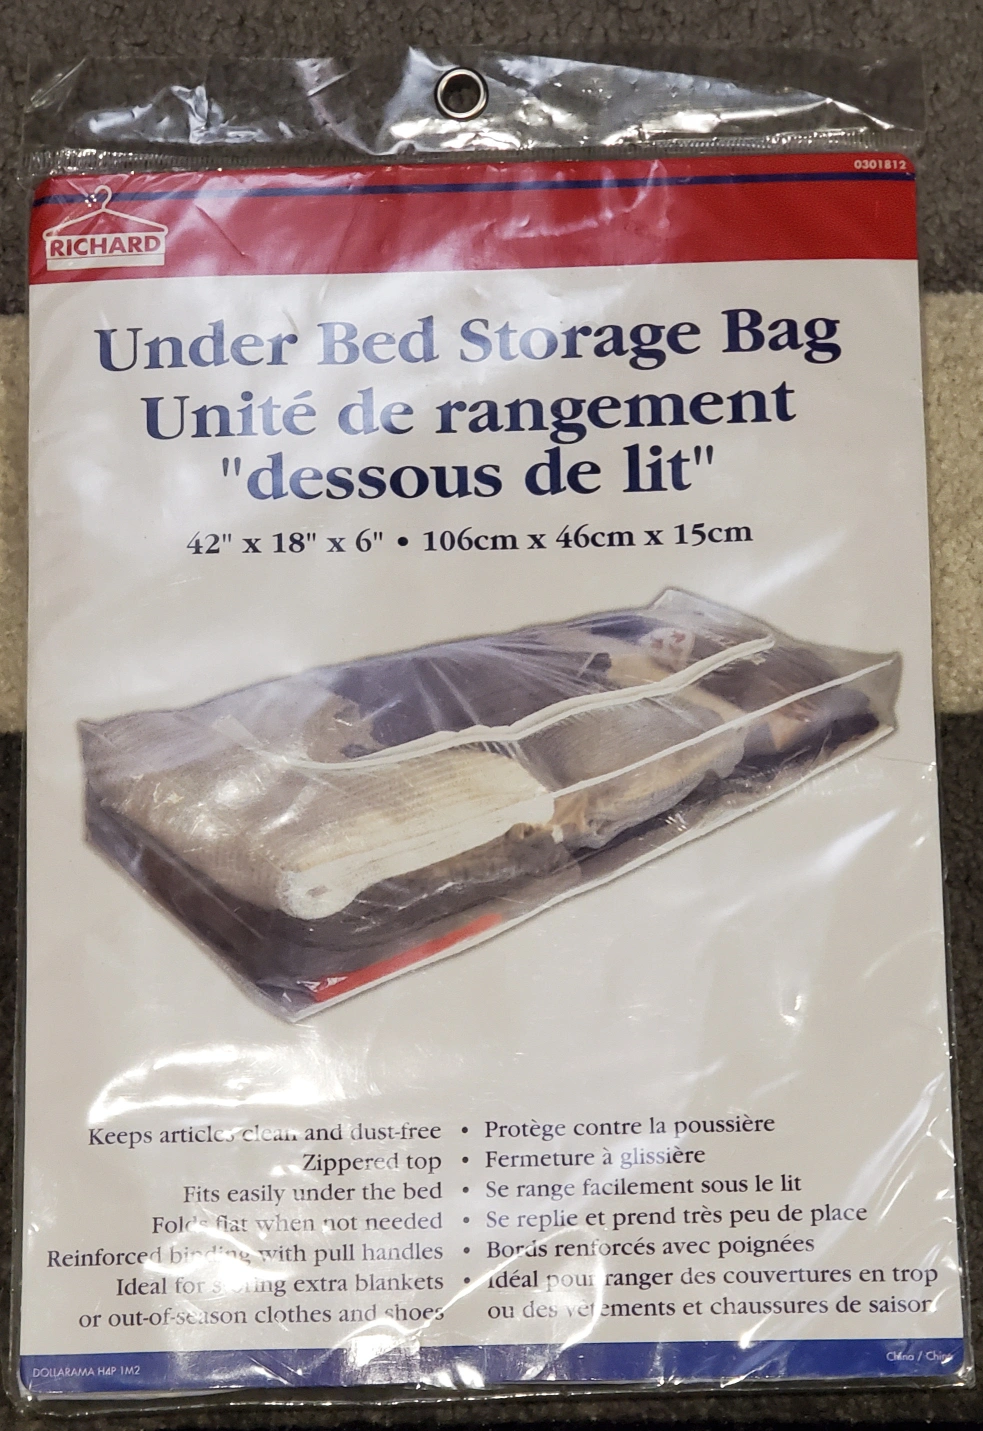 0301812
RICHARD
Under Bed Storage Bag
Unité de rangement
"dessous de lit"
42" x 18" x 6" • 106cm x 46cm x 15cm
Keeps articles clean and dust-free • Protège contre la poussière
Zippered top • Fermeture à glissière
Fits easily under the bed • Se range facilement sous le lit
Folds flat when not needed • Se replie et prend très peu de place
Reinforced binding with pull handles • Bords renforcés avec poignées
Ideal for storing extra blankets • Idéal pour ranger des couvertures en trop
or out-of-season clothes and shoes ou des vêtements et chaussures de saison
DOLLARAMA H4P 1M2 China / Chine